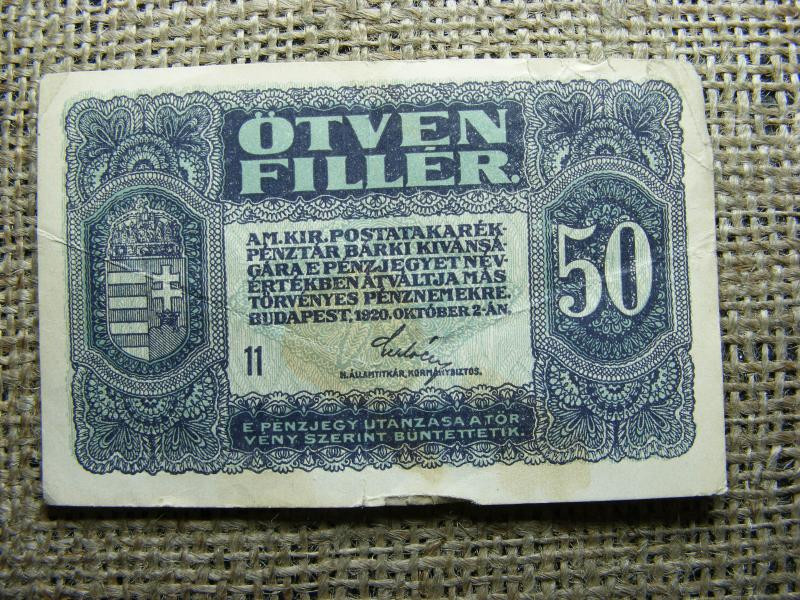 ÖTVEN
FILLÉR.
A M. KIR. POSTATAKARÉK-
PÉNZTÁR BÁRKI KIVÁNSÁ-
GÁRA E PÉNZJEGYET NÉV-
ÉRTÉKBEN ÁTVÁLTJA MÁS
TÖRVÉNYES PÉNZNEMEKRE.
BUDAPEST, 1920. OKTÓBER 2-ÁN.
50
11
H. ÁLLAMTITKÁR, KORMÁNYBIZTOS.
E PÉNZJEGY UTÁNZÁSA A TÖR
VÉNY SZERINT BÜNTETTETIK.